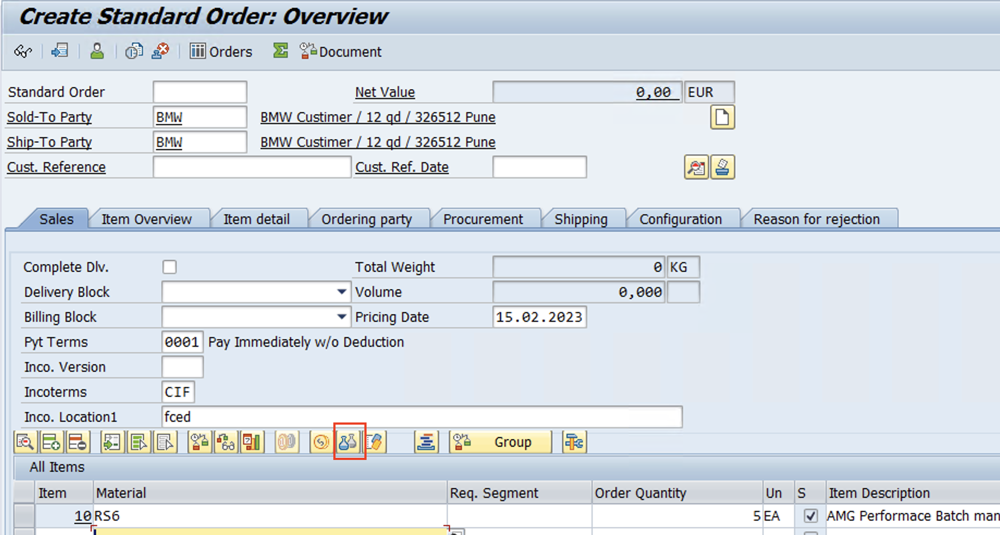 Create Standard Order: Overview
Orders Document
Standard Order Net Value 0,00 EUR
Sold-To Party BMW BMW Custimer / 12 qd / 326512 Pune
Ship-To Party BMW BMW Custimer / 12 qd / 326512 Pune
Cust. Reference Cust. Ref. Date
Sales Item Overview Item detail Ordering party Procurement Shipping Configuration Reason for rejection
Complete Dlv. Total Weight 0 KG
Delivery Block Volume 0,000
Billing Block Pricing Date 15.02.2023
Pyt Terms 0001 Pay Immediately w/o Deduction
Inco. Version
Incoterms CIF
Inco. Location1 fced
Group
All Items
Item Material Req. Segment Order Quantity Un S Item Description
10 RS6 5 EA AMG Performace Batch man